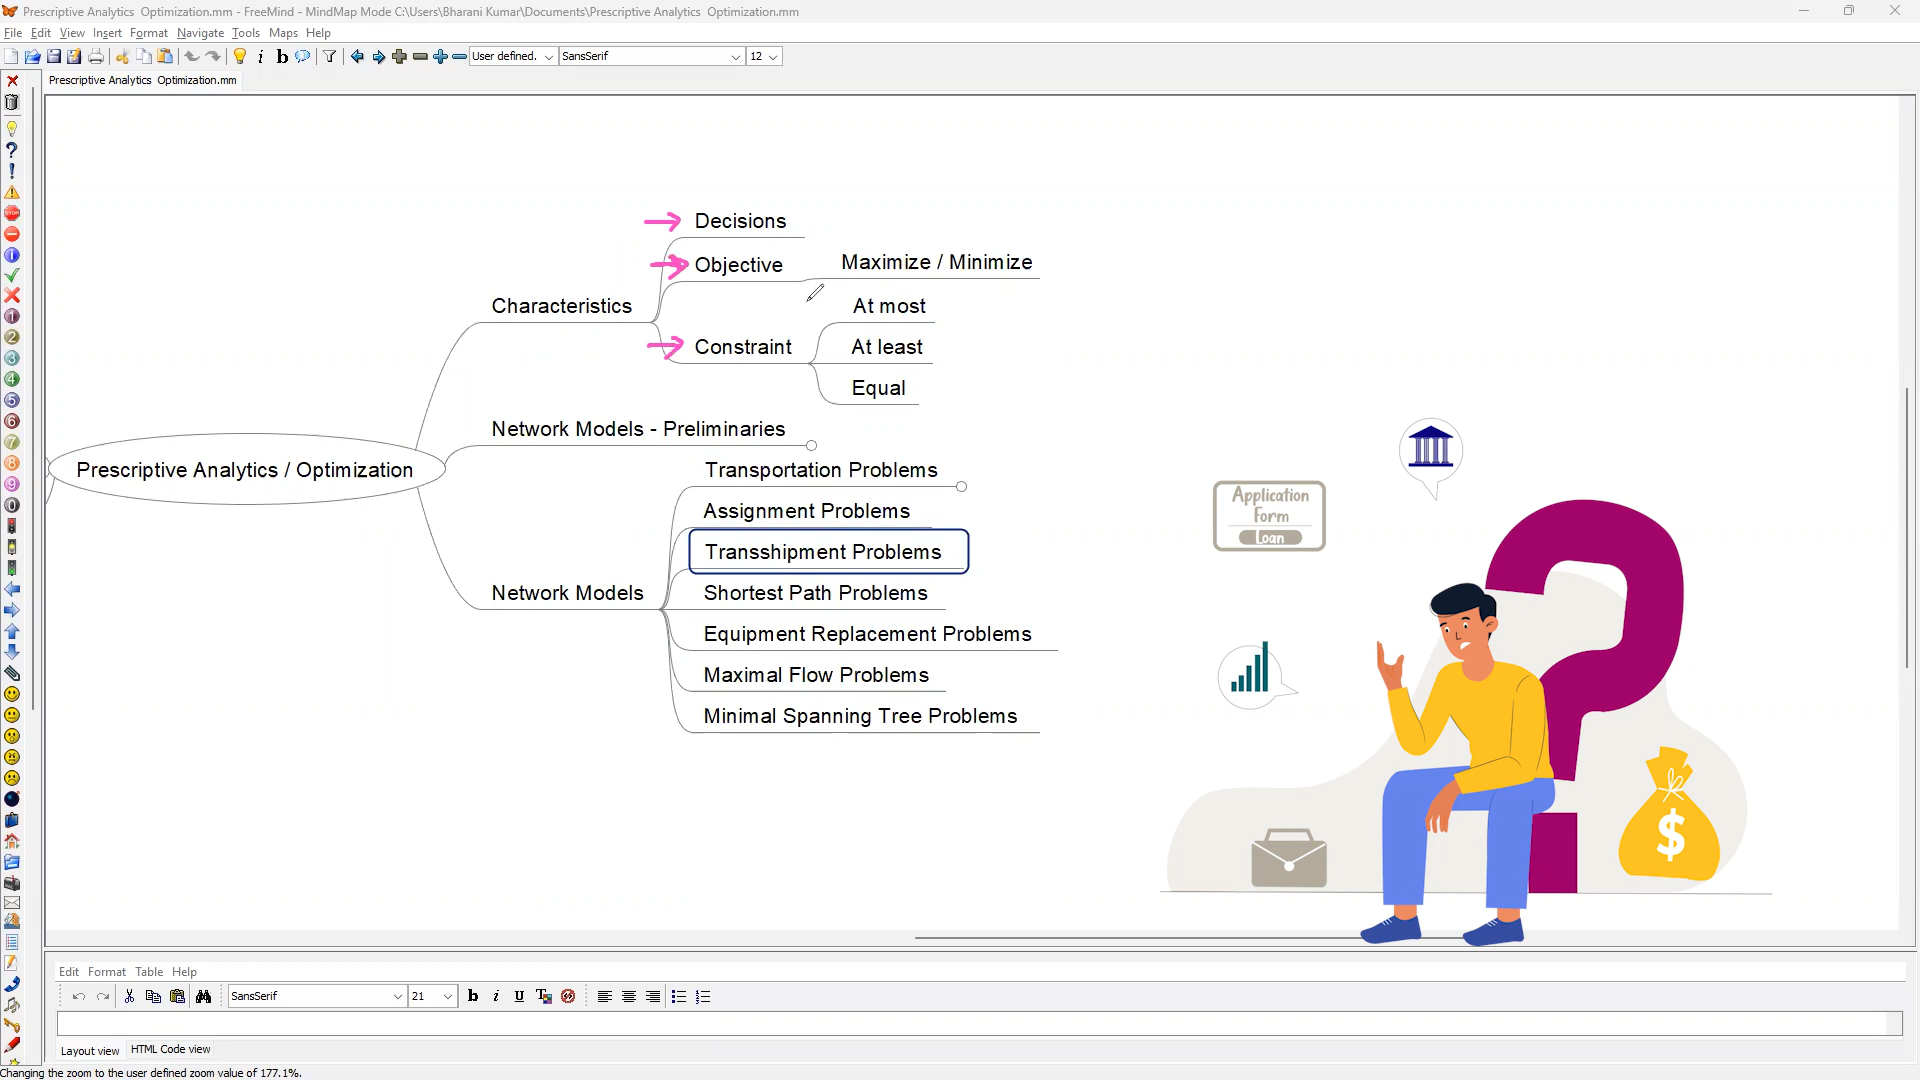 Prescriptive Analytics  Optimization.mm - FreeMind - MindMap Mode C:\Users\Bharani Kumar\Documents\Prescriptive Analytics  Optimization.mm
File Edit View Insert Format Navigate Tools Maps Help
User defined. SansSerif 12
Prescriptive Analytics  Optimization.mm
Decisions
Objective
Maximize / Minimize
Characteristics
At most
Constraint
At least
Equal
Network Models - Preliminaries
Prescriptive Analytics / Optimization
Transportation Problems
Assignment Problems
Transshipment Problems
Network Models
Shortest Path Problems
Equipment Replacement Problems
Maximal Flow Problems
Minimal Spanning Tree Problems
Application
Form
Loan
$
Edit Format Table Help
SansSerif 21
Layout view HTML Code view
Changing the zoom to the user defined zoom value of 177.1%.